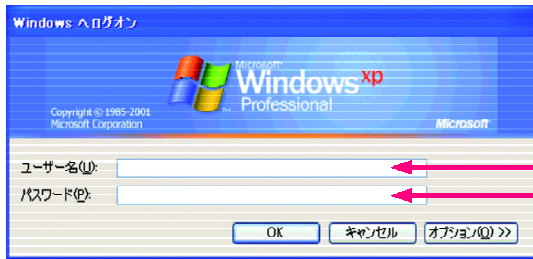 Windows へログオン
Microsoft
Windows xp
Professional
Copyright © 1985-2001
Microsoft Corporation
Microsoft
ユーザー名(U):
パスワード(P):
OK キャンセル オプション(O) >>